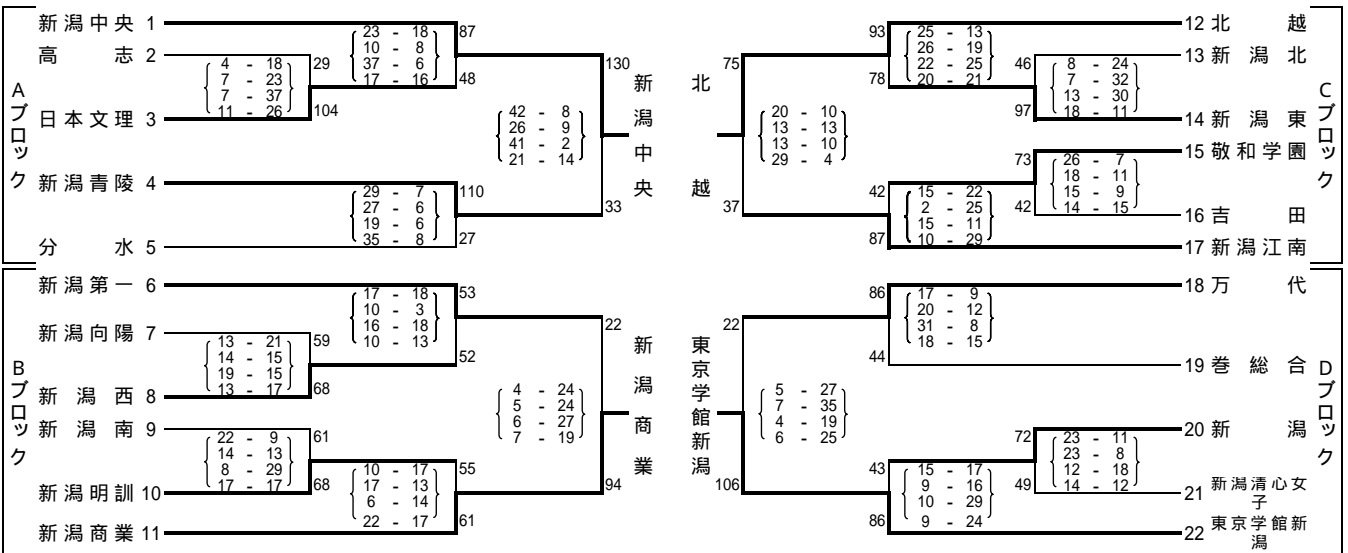 Aブロック
新潟中央 1
高志 2
日本文理 3
新潟青陵 4
分水 5
4 - 18
7 - 23
7 - 37
11 - 26
29
104
23 - 18
10 - 8
37 - 6
17 - 16
87
48
29 - 7
27 - 6
19 - 6
35 - 8
110
27
42 - 8
26 - 9
41 - 2
21 - 14
130
33
新潟中央
Bブロック
新潟第一 6
新潟向陽 7
新潟西 8
新潟南 9
新潟明訓 10
新潟商業 11
13 - 21
14 - 15
19 - 15
13 - 17
59
68
22 - 9
14 - 13
8 - 29
17 - 17
61
68
17 - 18
10 - 3
16 - 18
10 - 13
53
52
10 - 17
17 - 13
6 - 14
22 - 17
55
61
4 - 24
5 - 24
6 - 27
7 - 19
22
94
新潟商業
北越
75
37
20 - 10
13 - 13
13 - 10
29 - 4
93
78
25 - 13
26 - 19
22 - 25
20 - 21
46
97
8 - 24
7 - 32
13 - 30
18 - 11
42
87
15 - 22
2 - 25
15 - 11
10 - 29
73
42
26 - 7
18 - 11
15 - 9
14 - 15
12 北越
13 新潟北
14 新潟東
15 敬和学園
16 吉田
17 新潟江南
Cブロック
東京学館新潟
22
106
5 - 27
7 - 35
4 - 19
6 - 25
86
44
17 - 9
20 - 12
31 - 8
18 - 15
43
86
15 - 17
9 - 16
10 - 29
9 - 24
72
49
23 - 11
23 - 8
12 - 18
14 - 12
18 万代
19 巻総合
20 新潟
21 新潟清心女
子
22 東京学館新
潟
Dブロック